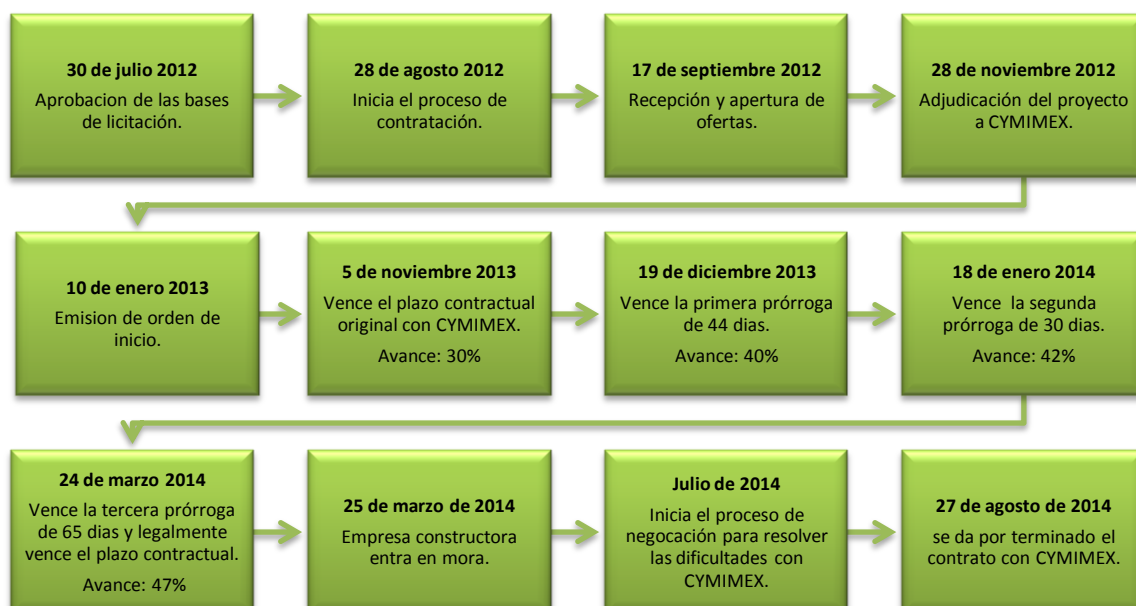 30 de julio 2012
Aprobacion de las bases
de licitación.
28 de agosto 2012
Inicia el proceso de
contratación.
17 de septiembre 2012
Recepción y apertura de
ofertas.
28 de noviembre 2012
Adjudicación del proyecto
a CYMIMEX.
10 de enero 2013
Emision de orden de
inicio.
5 de noviembre 2013
Vence el plazo contractual
original con CYMIMEX.
Avance: 30%
19 de diciembre 2013
Vence la primera prórroga
de 44 dias.
Avance: 40%
18 de enero 2014
Vence la segunda
prórroga de 30 dias.
Avance: 42%
24 de marzo 2014
Vence la tercera prórroga
de 65 dias y legalmente
vence el plazo contractual.
Avance: 47%
25 de marzo de 2014
Empresa constructora
entra en mora.
Julio de 2014
Inicia el proceso de
negocación para resolver
las dificultades con
CYMIMEX.
27 de agosto de 2014
se da por terminado el
contrato con CYMIMEX.